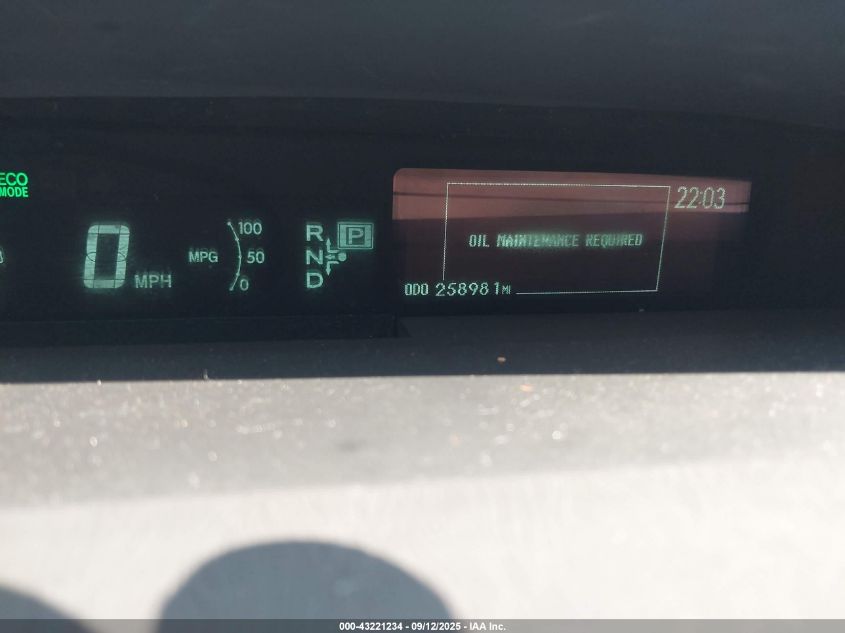 ECO
MODE
0 MPH
MPG
100
50
0
R
N
D
P
22:03
OIL MAINTENANCE REQUIRED
ODO 258981 MI
000-43221234 - 09/12/2025 - IAA Inc.